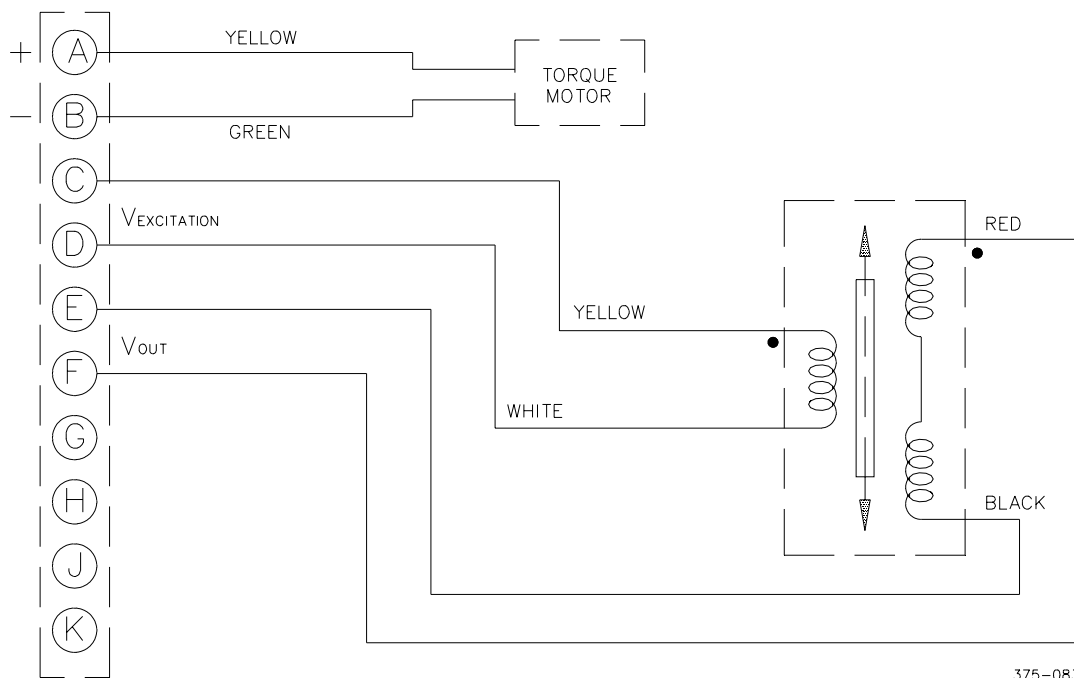 + A YELLOW
TORQUE
MOTOR
− B
GREEN
C
VEXCITATION
D
RED
E
YELLOW
VOUT
F
WHITE
G
H
BLACK
J
K